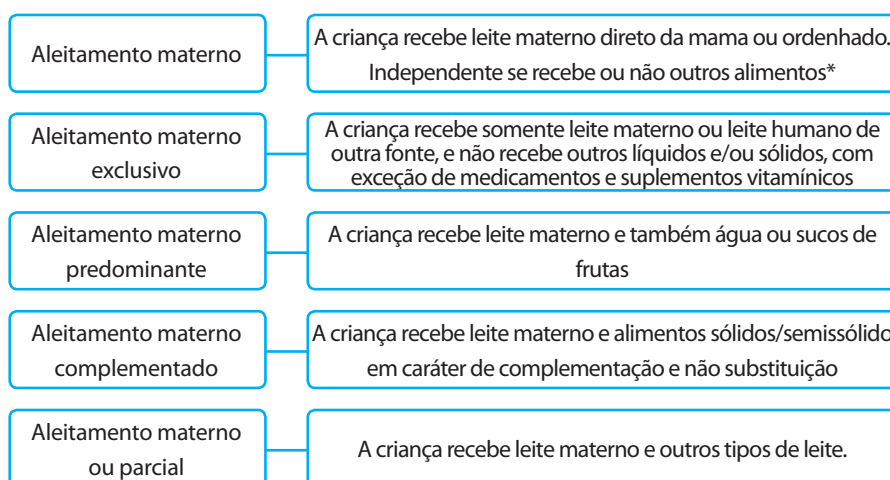 Aleitamento materno
A criança recebe leite materno direto da mama ou ordenhado.
Independente se recebe ou não outros alimentos*
Aleitamento materno
exclusivo
A criança recebe somente leite materno ou leite humano de
outra fonte, e não recebe outros líquidos e/ou sólidos, com
exceção de medicamentos e suplementos vitamínicos
Aleitamento materno
predominante
A criança recebe leite materno e também água ou sucos de
frutas
Aleitamento materno
complementado
A criança recebe leite materno e alimentos sólidos/semissólido
em caráter de complementação e não substituição
Aleitamento materno
ou parcial
A criança recebe leite materno e outros tipos de leite.